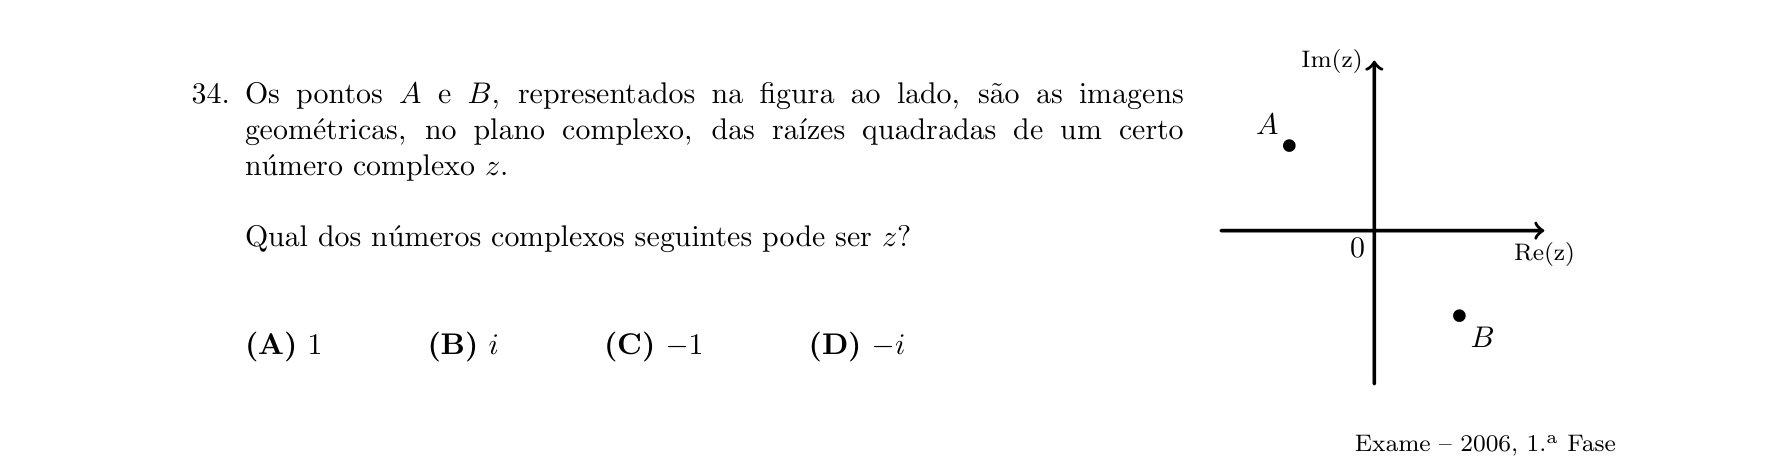 34. Os pontos A e B, representados na figura ao lado, são as imagens
geométricas, no plano complexo, das raízes quadradas de um certo
número complexo z.
Qual dos números complexos seguintes pode ser z?
(A) 1 (B) i (C) −1 (D) −i
Im(z)
A
0
Re(z)
B
Exame – 2006, 1.ª Fase